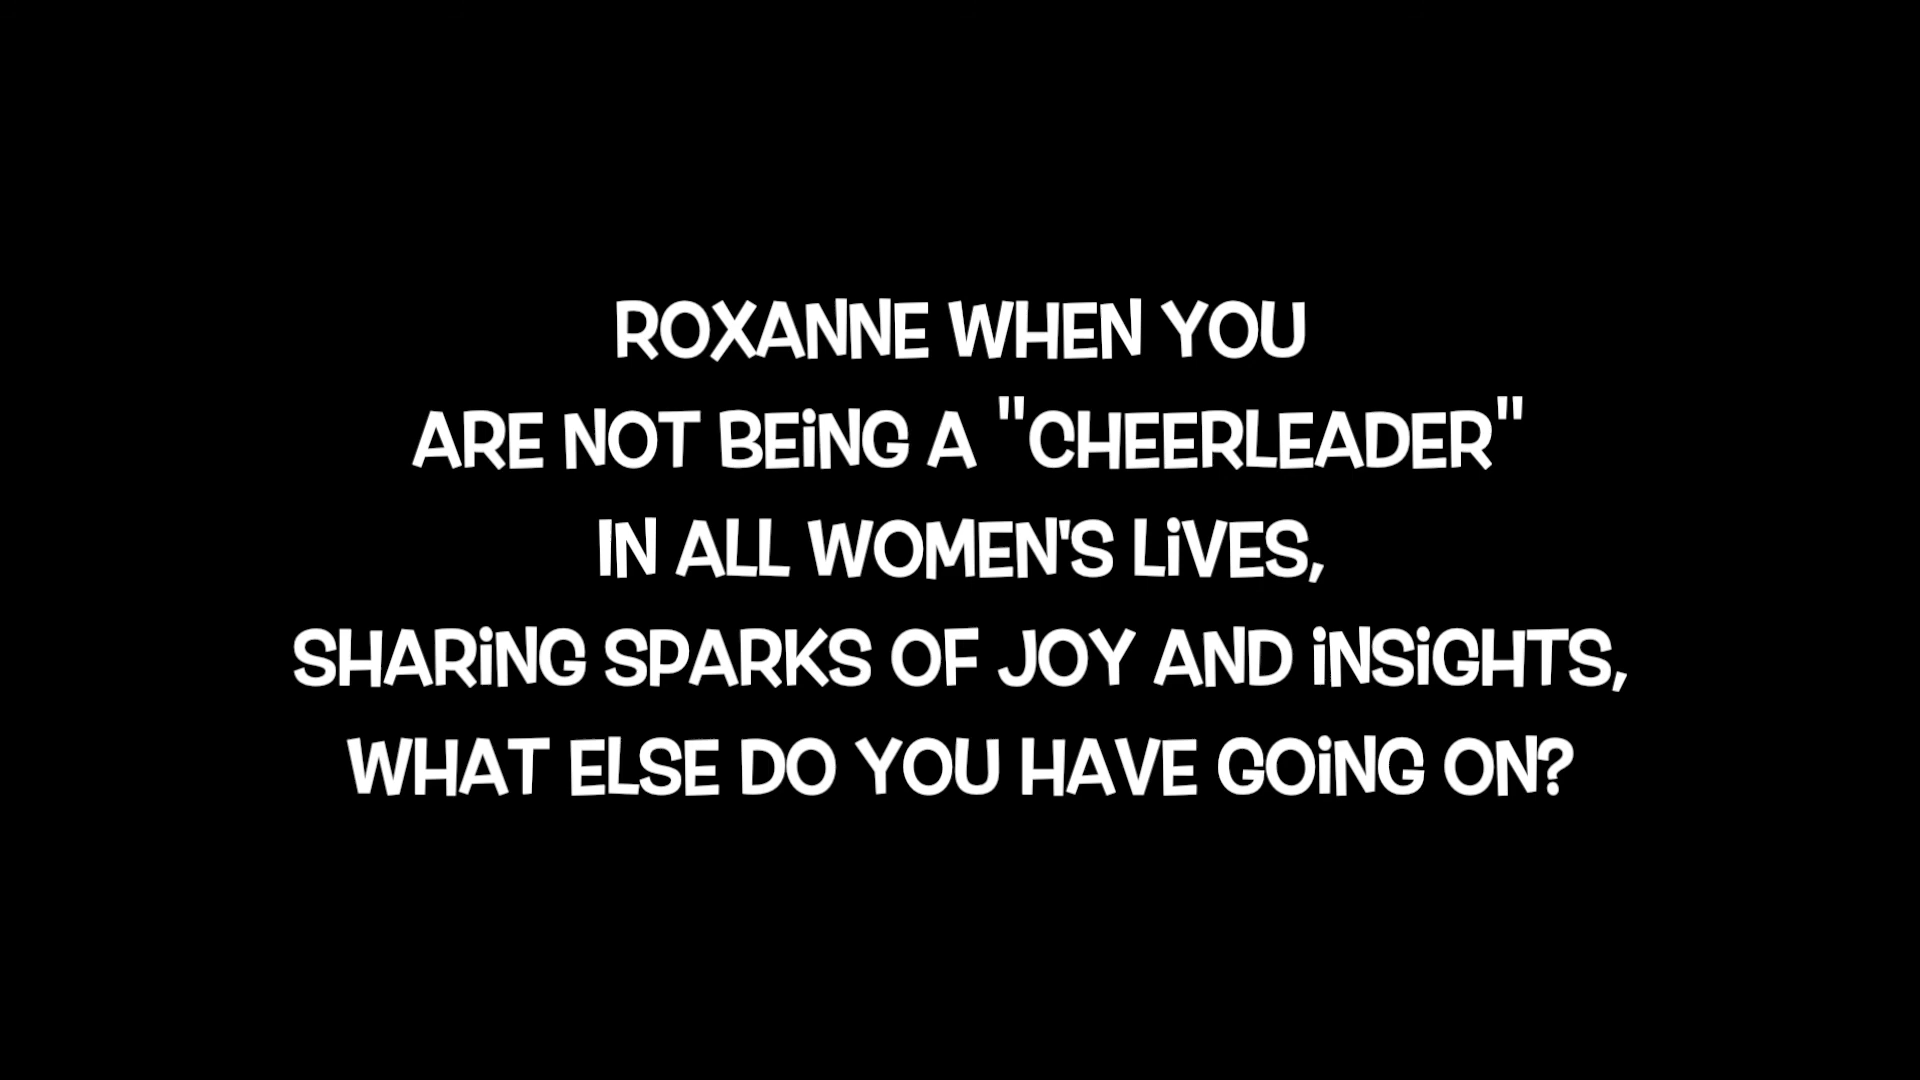 ROXANNE WHEN YOU
ARE NOT BEING A "CHEERLEADER"
IN ALL WOMEN'S LIVES,
SHARING SPARKS OF JOY AND INSIGHTS,
WHAT ELSE DO YOU HAVE GOING ON?